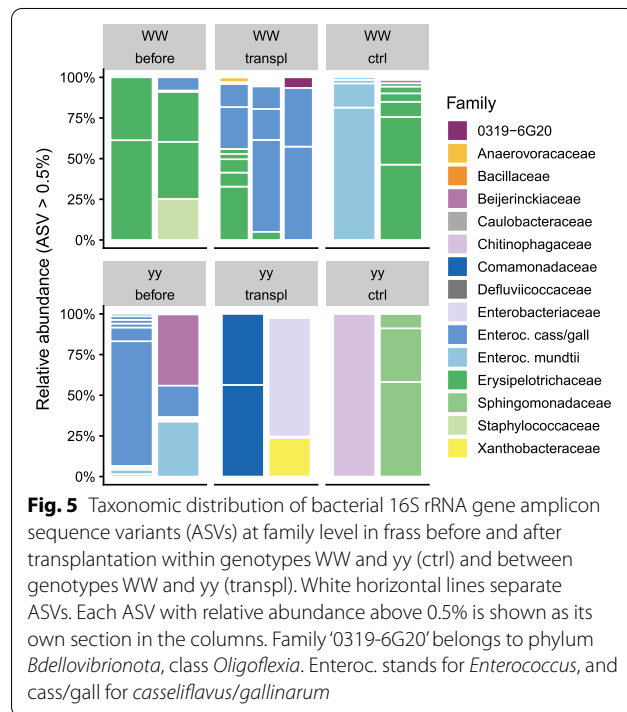 WW
before
WW
transpl
WW
ctrl
100%
75%
50%
25%
0%
yy
before
yy
transpl
yy
ctrl
100%
75%
50%
25%
0%
Relative abundance (ASV > 0.5%)
Family
0319−6G20
Anaerovoracaceae
Bacillaceae
Beijerinckiaceae
Caulobacteraceae
Chitinophagaceae
Comamonadaceae
Defluviicoccaceae
Enterobacteriaceae
Enteroc. cass/gall
Enteroc. mundtii
Erysipelotrichaceae
Sphingomonadaceae
Staphylococcaceae
Xanthobacteraceae
Fig. 5 Taxonomic distribution of bacterial 16S rRNA gene amplicon
sequence variants (ASVs) at family level in frass before and after
transplantation within genotypes WW and yy (ctrl) and between
genotypes WW and yy (transpl). White horizontal lines separate
ASVs. Each ASV with relative abundance above 0.5% is shown as its
own section in the columns. Family ‘0319-6G20’ belongs to phylum
Bdellovibrionota, class Oligoflexia. Enteroc. stands for Enterococcus, and
cass/gall for casseliflavus/gallinarum